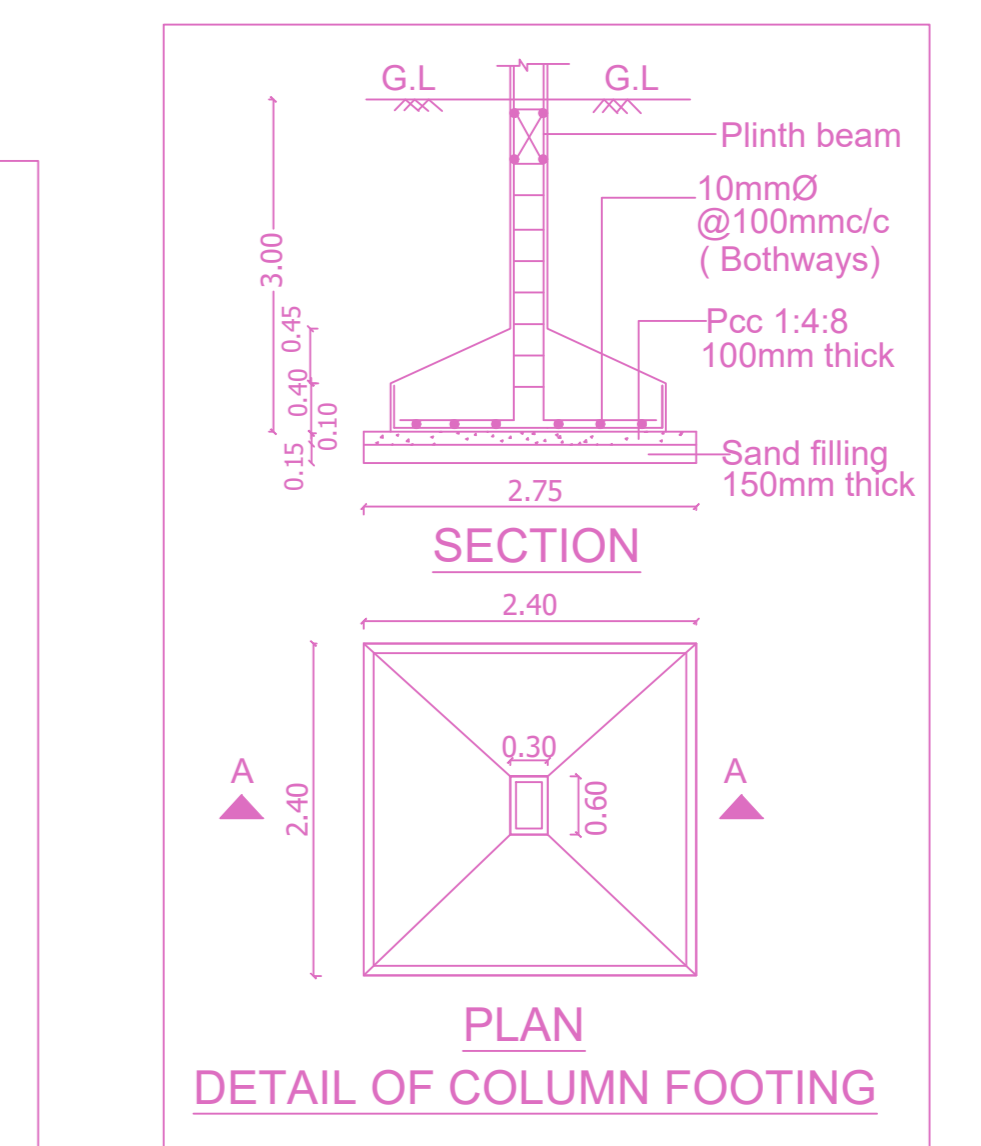 G.L
G.L
Plinth beam
10mmØ
@100mmc/c
( Bothways)
3.00
0.45
Pcc 1:4:8
100mm thick
0.40
0.10
0.15
Sand filling
150mm thick
2.75
SECTION
2.40
0.30
A
A
2.40
0.60
PLAN
DETAIL OF COLUMN FOOTING